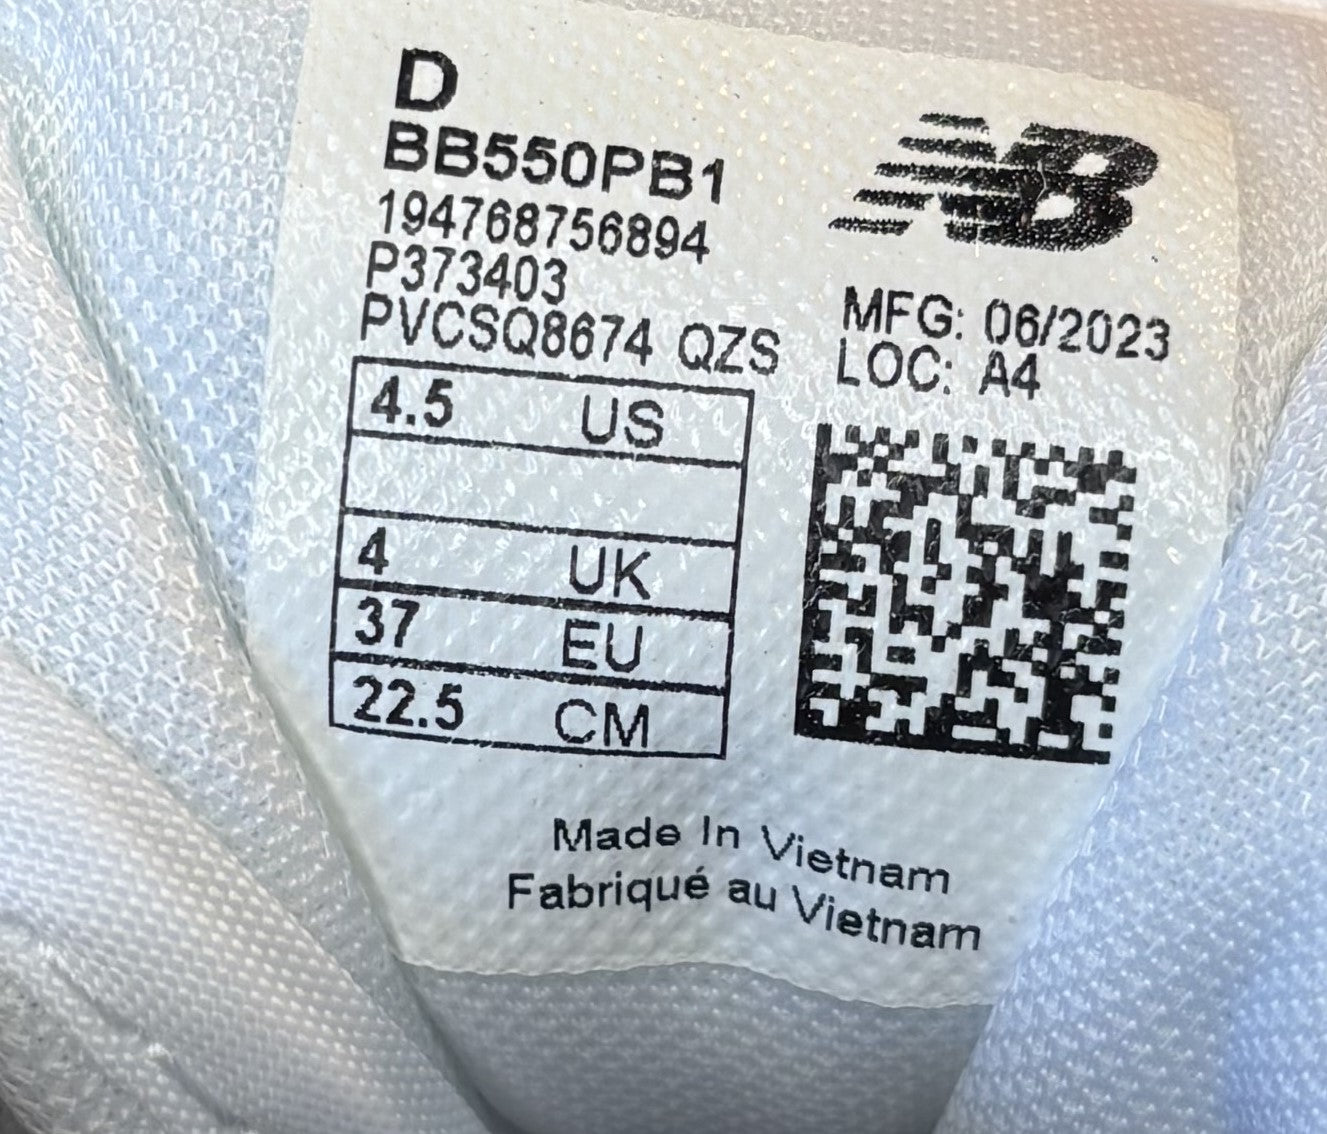 D
BB550PB1
194768756894
P373403
PVCSQ8674 QZS
NB
MFG: 06/2023
LOC: A4
4.5 US
4 UK
37 EU
22.5 CM
Made In Vietnam
Fabriqué au Vietnam